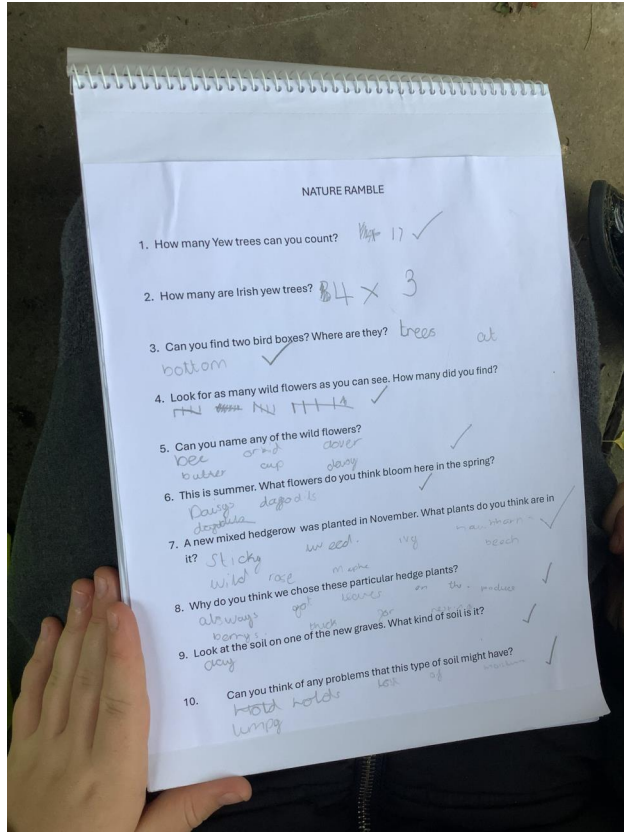 NATURE RAMBLE
1. How many Yew trees can you count? 17 ✓
2. How many are Irish yew trees? 4 x 3
3. Can you find two bird boxes? Where are they? trees at
bottom ✓
4. Look for as many wild flowers as you can see. How many did you find?
✓
5. Can you name any of the wild flowers?
bee clover
butter cup daisy ✓
6. This is summer. What flowers do you think bloom here in the spring?
Daisys daffodils ✓
7. A new mixed hedgerow was planted in November. What plants do you think are in
it? Sticky weed. ivy hawthorn ✓
wild rose beech
8. Why do you think we chose these particular hedge plants?
always got leaves on the ✓
berrys thick for
9. Look at the soil on one of the new graves. What kind of soil is it?
clay ✓
10. Can you think of any problems that this type of soil might have?
holds lots of ✓